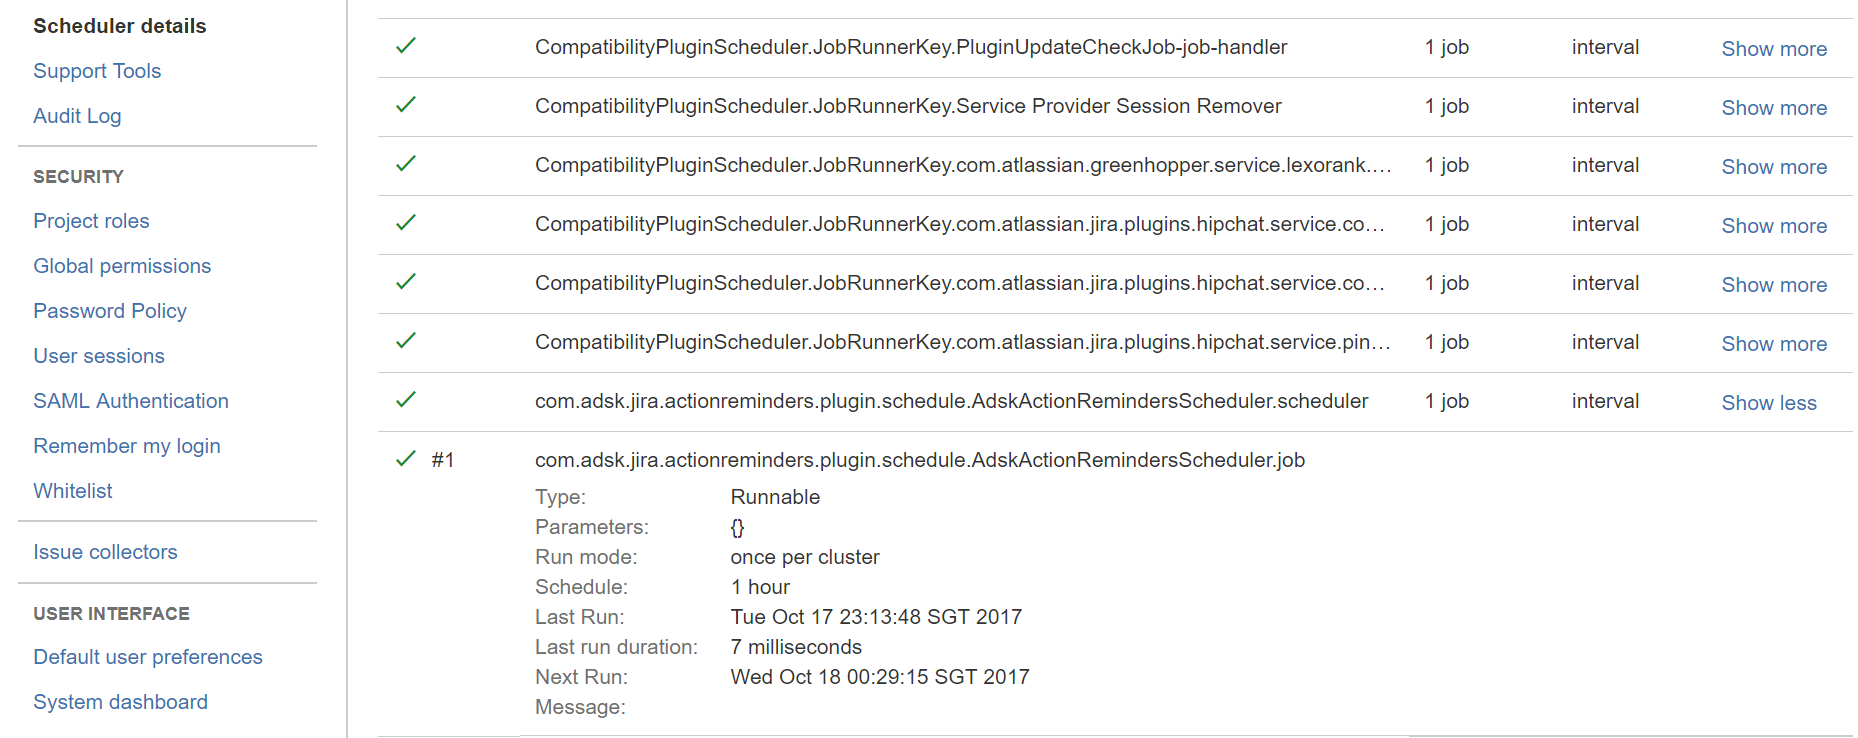 Scheduler details
Support Tools
Audit Log
SECURITY
Project roles
Global permissions
Password Policy
User sessions
SAML Authentication
Remember my login
Whitelist
Issue collectors
USER INTERFACE
Default user preferences
System dashboard
CompatibilityPluginScheduler.JobRunnerKey.PluginUpdateCheckJob-job-handler 1 job interval Show more
CompatibilityPluginScheduler.JobRunnerKey.Service Provider Session Remover 1 job interval Show more
CompatibilityPluginScheduler.JobRunnerKey.com.atlassian.greenhopper.service.lexorank.... 1 job interval Show more
CompatibilityPluginScheduler.JobRunnerKey.com.atlassian.jira.plugins.hipchat.service.co... 1 job interval Show more
CompatibilityPluginScheduler.JobRunnerKey.com.atlassian.jira.plugins.hipchat.service.co... 1 job interval Show more
CompatibilityPluginScheduler.JobRunnerKey.com.atlassian.jira.plugins.hipchat.service.pin... 1 job interval Show more
com.adsk.jira.actionreminders.plugin.schedule.AdskActionRemindersScheduler.scheduler 1 job interval Show less
#1 com.adsk.jira.actionreminders.plugin.schedule.AdskActionRemindersScheduler.job
Type: Runnable
Parameters: {}
Run mode: once per cluster
Schedule: 1 hour
Last Run: Tue Oct 17 23:13:48 SGT 2017
Last run duration: 7 milliseconds
Next Run: Wed Oct 18 00:29:15 SGT 2017
Message: